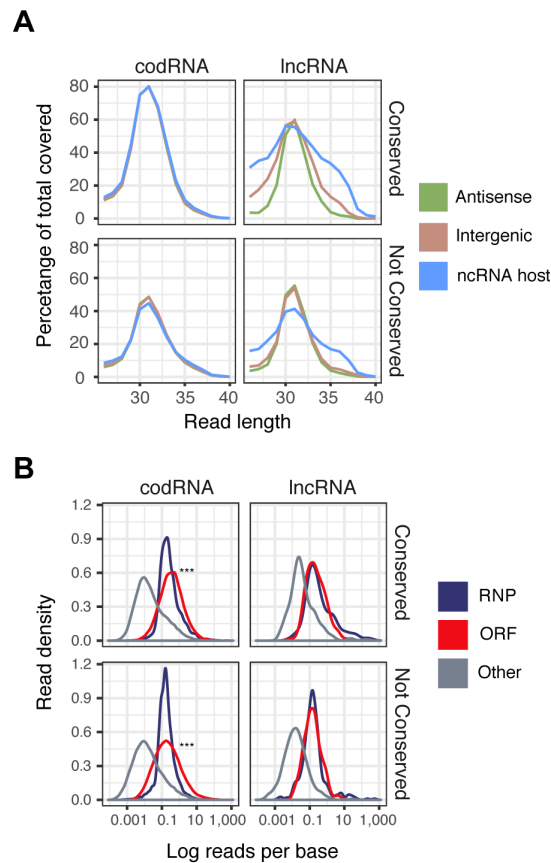 A
codRNA lncRNA
Percetange of total covered
80
60
40
20
0
Conserved
80
60
40
20
0
Not Conserved
30 35 40 30 35 40
Read length
Antisense
Intergenic
ncRNA host
B
codRNA lncRNA
Read density
1.2
0.9
0.6
0.3
0.0
***
Conserved
1.2
0.9
0.6
0.3
0.0
***
Not Conserved
0.001 0.1 10 1,000 0.001 0.1 10 1,000
Log reads per base
RNP
ORF
Other